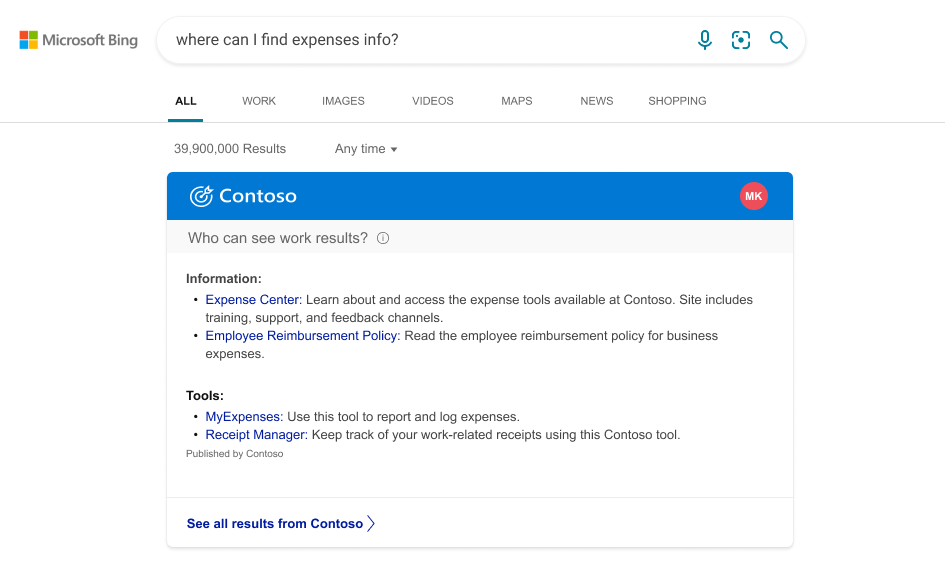 Microsoft Bing
where can I find expenses info?
ALL WORK IMAGES VIDEOS MAPS NEWS SHOPPING
39,900,000 Results Any time
Contoso MK
Who can see work results?
Information:
• Expense Center: Learn about and access the expense tools available at Contoso. Site includes
training, support, and feedback channels.
• Employee Reimbursement Policy: Read the employee reimbursement policy for business
expenses.
Tools:
• MyExpenses: Use this tool to report and log expenses.
• Receipt Manager: Keep track of your work-related receipts using this Contoso tool.
Published by Contoso
See all results from Contoso